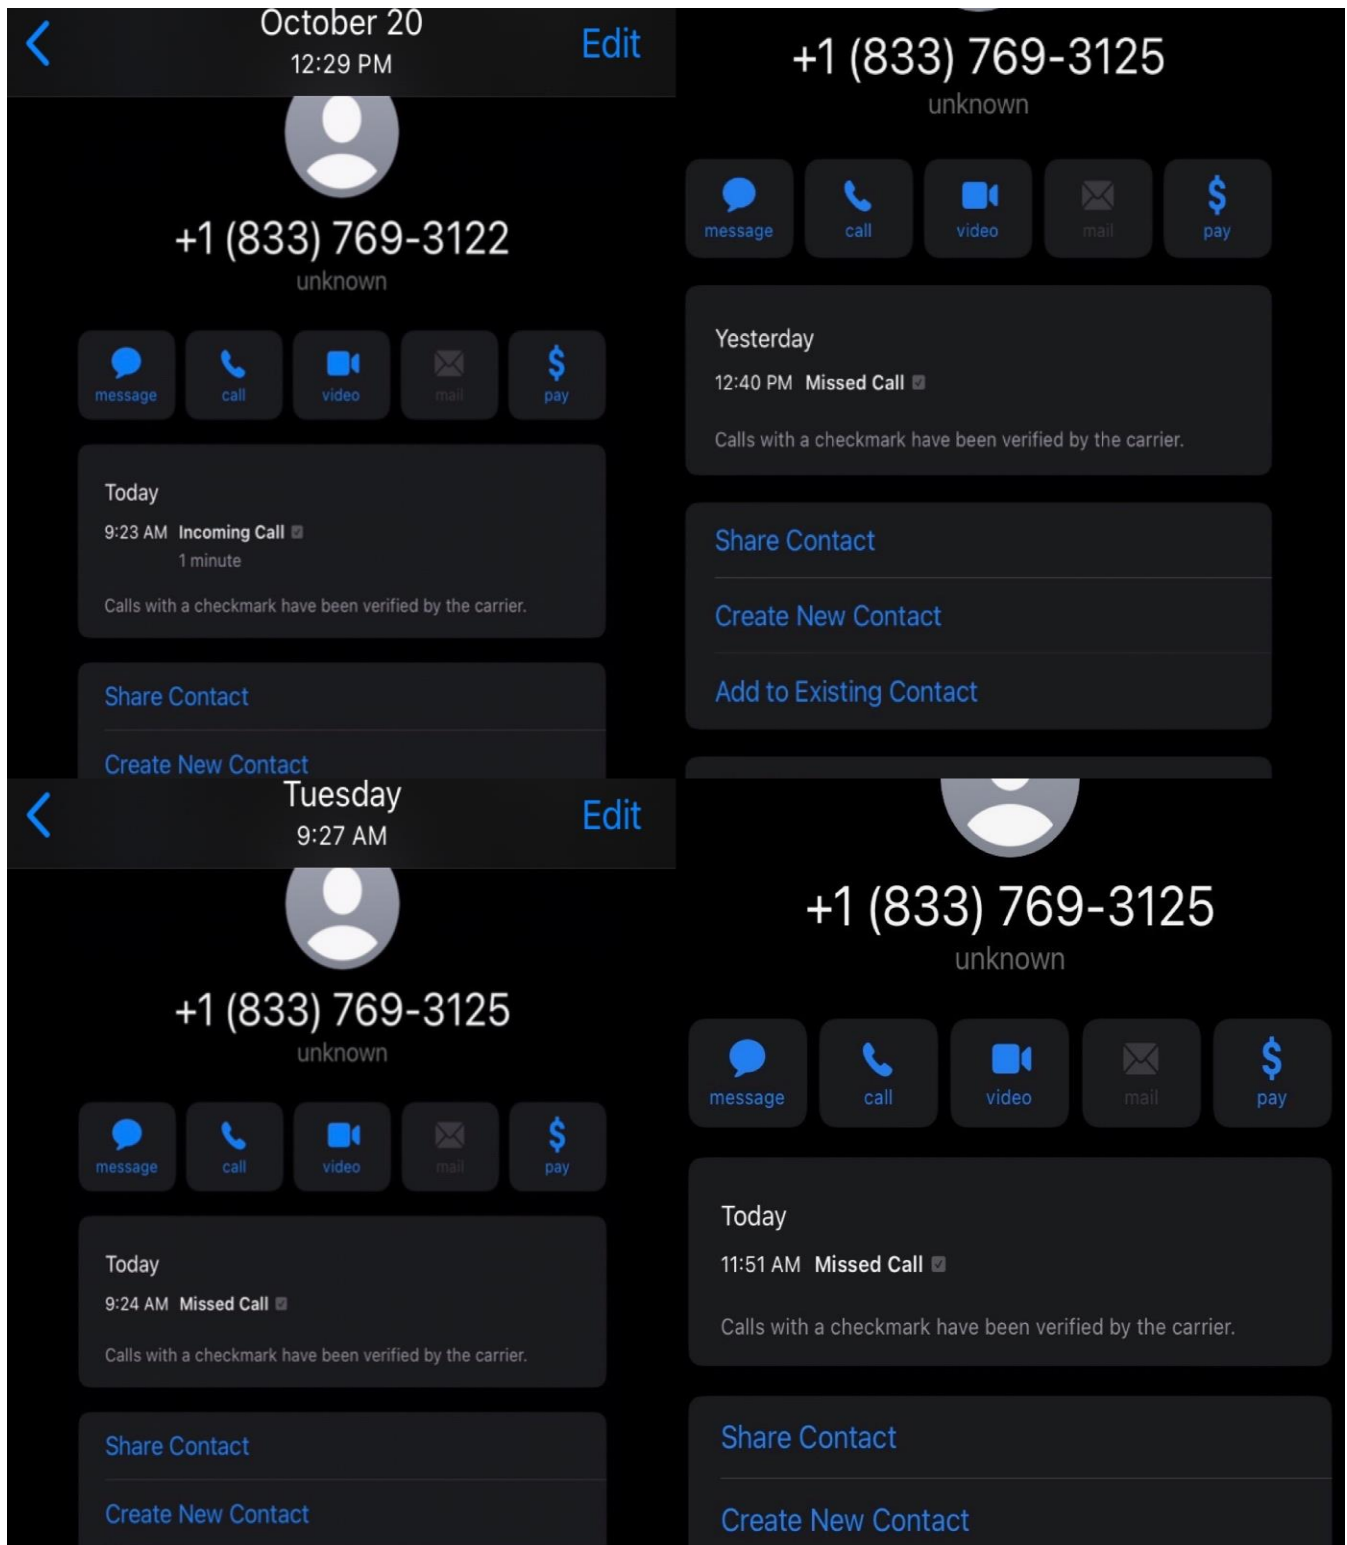 October 20
12:29 PM
Edit
+1 (833) 769-3122
unknown
message call video mail pay
Today
9:23 AM Incoming Call
1 minute
Calls with a checkmark have been verified by the carrier.
Share Contact
Create New Contact
+1 (833) 769-3125
unknown
message call video mail pay
Yesterday
12:40 PM Missed Call
Calls with a checkmark have been verified by the carrier.
Share Contact
Create New Contact
Add to Existing Contact
Tuesday
9:27 AM
Edit
+1 (833) 769-3125
unknown
message call video mail pay
Today
9:24 AM Missed Call
Calls with a checkmark have been verified by the carrier.
Share Contact
Create New Contact
+1 (833) 769-3125
unknown
message call video mail pay
Today
11:51 AM Missed Call
Calls with a checkmark have been verified by the carrier.
Share Contact
Create New Contact